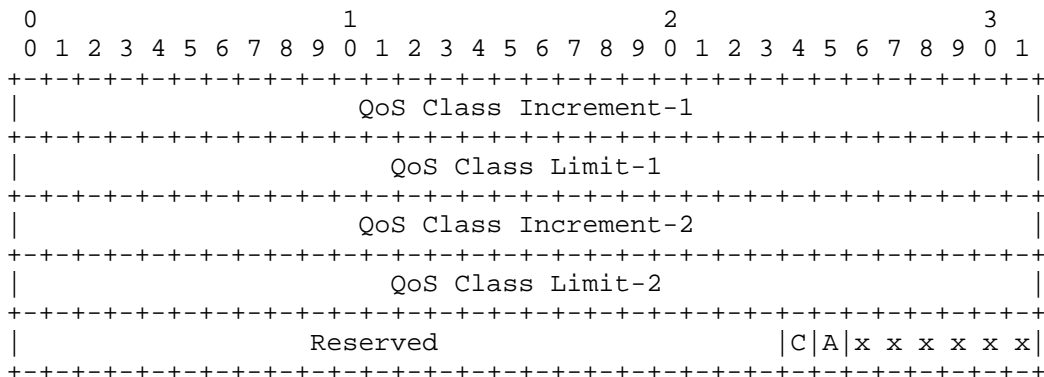 0                   1                   2                   3
 0 1 2 3 4 5 6 7 8 9 0 1 2 3 4 5 6 7 8 9 0 1 2 3 4 5 6 7 8 9 0 1
+-+-+-+-+-+-+-+-+-+-+-+-+-+-+-+-+-+-+-+-+-+-+-+-+-+-+-+-+-+-+-+-+
|                     QoS Class Increment-1                     |
+-+-+-+-+-+-+-+-+-+-+-+-+-+-+-+-+-+-+-+-+-+-+-+-+-+-+-+-+-+-+-+-+
|                       QoS Class Limit-1                       |
+-+-+-+-+-+-+-+-+-+-+-+-+-+-+-+-+-+-+-+-+-+-+-+-+-+-+-+-+-+-+-+-+
|                     QoS Class Increment-2                     |
+-+-+-+-+-+-+-+-+-+-+-+-+-+-+-+-+-+-+-+-+-+-+-+-+-+-+-+-+-+-+-+-+
|                       QoS Class Limit-2                       |
+-+-+-+-+-+-+-+-+-+-+-+-+-+-+-+-+-+-+-+-+-+-+-+-+-+-+-+-+-+-+-+-+
|                  Reserved                     |C|A|x x x x x x|
+-+-+-+-+-+-+-+-+-+-+-+-+-+-+-+-+-+-+-+-+-+-+-+-+-+-+-+-+-+-+-+-+